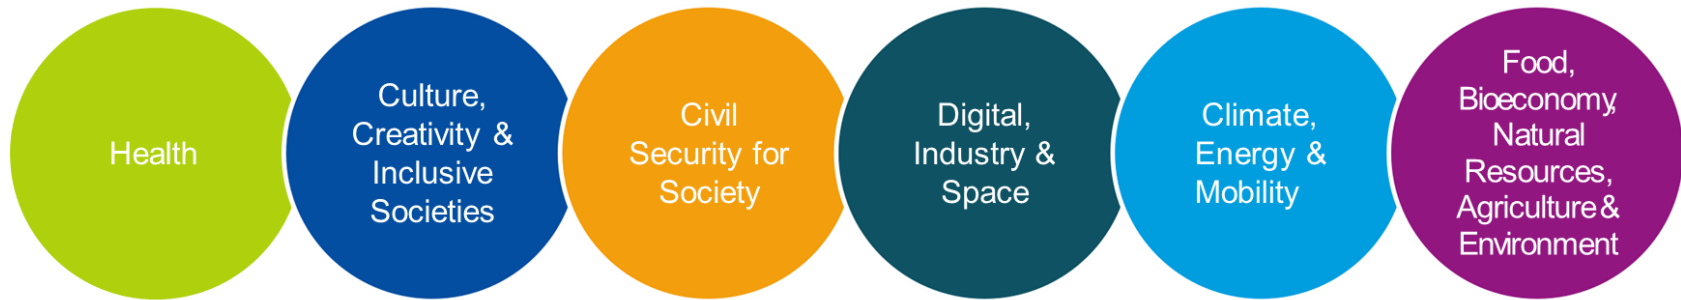 Health
Culture,
Creativity &
Inclusive
Societies
Civil
Security for
Society
Digital,
Industry &
Space
Climate,
Energy &
Mobility
Food,
Bioeconomy,
Natural
Resources,
Agriculture &
Environment